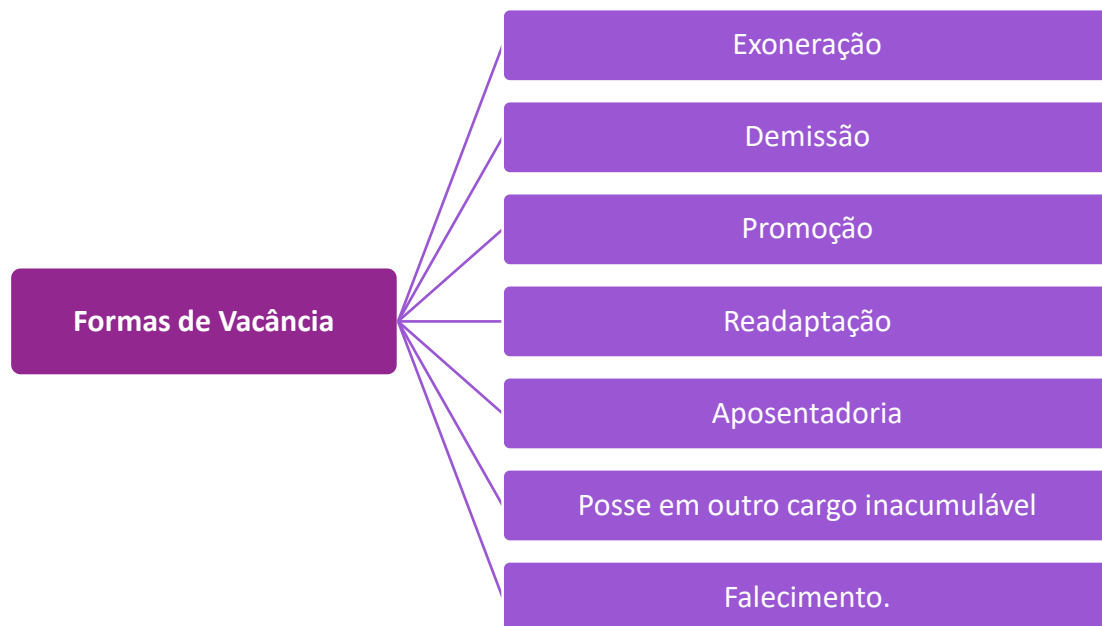 Formas de Vacância
Exoneração
Demissão
Promoção
Readaptação
Aposentadoria
Posse em outro cargo inacumulável
Falecimento.